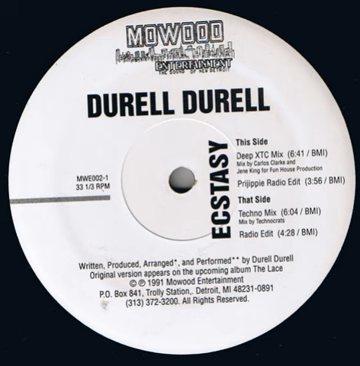 MOWOOD
ENTERTAINMENT
THE SOUND OF NEW DETROIT
DURELL DURELL
ECSTASY
MWE002-1
33 1/3 RPM
This Side
Deep XTC Mix (6:41 / BMI)
Mix by Carlos Clarke and
Jene King for Fun House Production
Prijippie Radio Edit (3:56 / BMI)
That Side
Techno Mix (6:04 / BMI)
Mix by Technocrats
Radio Edit (4:28 / BMI)
Written, Produced, Arranged*, and Performed** by Durell Durell
Original version appears on the upcoming album The Lace
© ℗ 1991 Mowood Entertainment
P.O. Box 841, Trolly Station,. Detroit, MI 48231-0891
(313) 372-3200. All Rights Reserved.